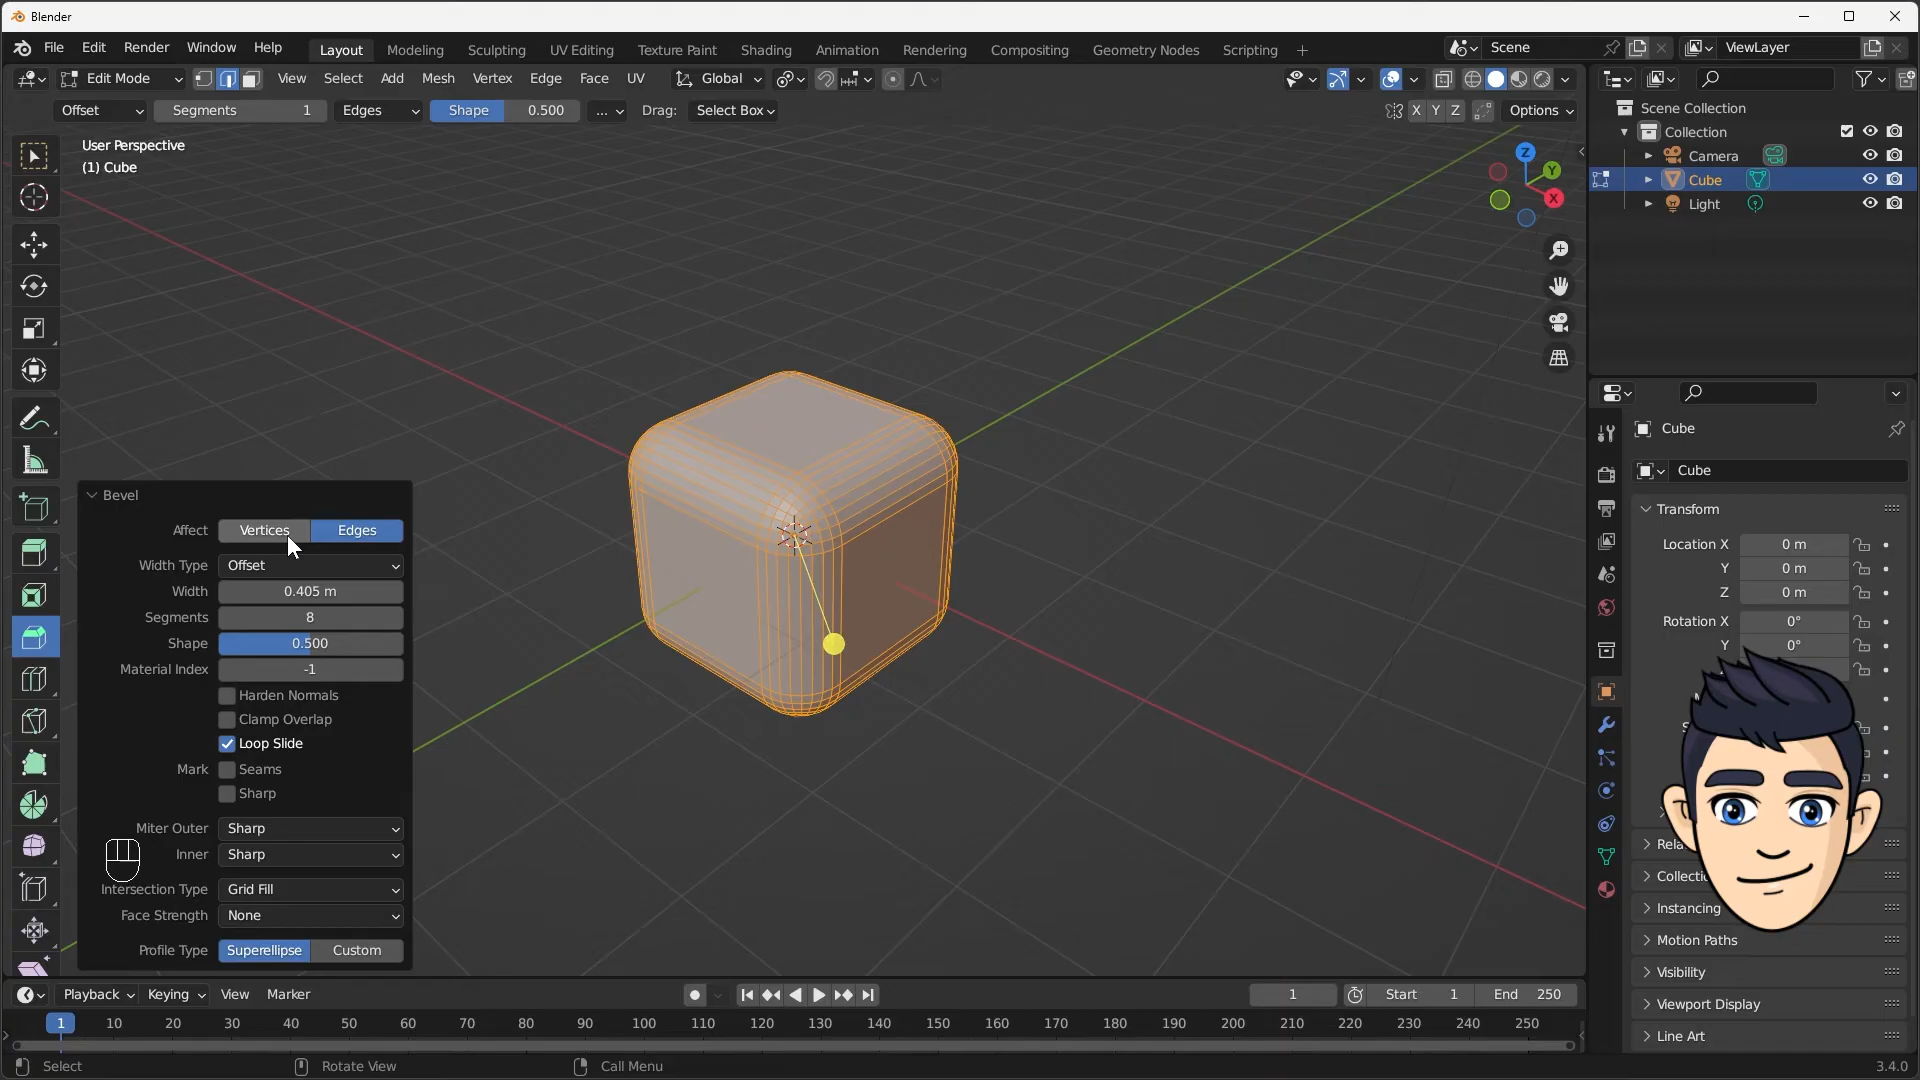 Blender
File Edit Render Window Help Layout Modeling Sculpting UV Editing Texture Paint Shading Animation Rendering Compositing Geometry Nodes Scripting + Scene ViewLayer
Edit Mode View Select Add Mesh Vertex Edge Face UV Global
Offset Segments 1 Edges Shape 0.500 ... Drag: Select Box X Y Z Options
User Perspective
(1) Cube
Z
Y
X
Scene Collection
Collection
Camera
Cube
Light
Cube
Cube
Transform
Location X 0 m
Y 0 m
Z 0 m
Rotation X 0°
Y 0°
Collectio
Instancing
Motion Paths
Visibility
Viewport Display
Line Art
Bevel
Affect Vertices Edges
Width Type Offset
Width 0.405 m
Segments 8
Shape 0.500
Material Index -1
Harden Normals
Clamp Overlap
Loop Slide
Mark Seams
Sharp
Miter Outer Sharp
Inner Sharp
Intersection Type Grid Fill
Face Strength None
Profile Type Superellipse Custom
Playback Keying View Marker 1 Start 1 End 250
1 10 20 30 40 50 60 70 80 90 100 110 120 130 140 150 160 170 180 190 200 210 220 230 240 250
Select Rotate View Call Menu 3.4.0